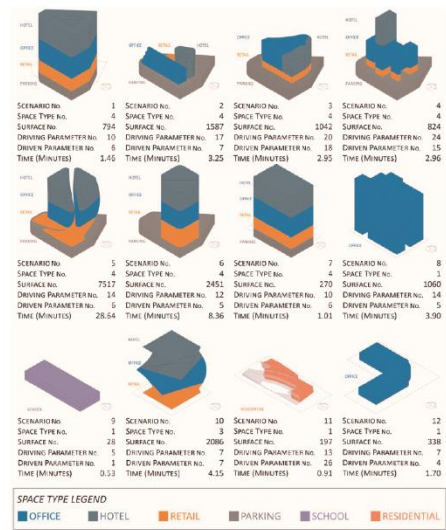 HOTEL
OFFICE
RETAIL
PARKING
SCENARIO NO. 1
SPACE TYPE NO. 4
SURFACE NO. 794
DRIVING PARAMETER NO. 10
DRIVEN PARAMETER NO. 6
TIME (MINUTES) 1.46
OFFICE RETAIL HOTEL
PARKING
SCENARIO NO. 2
SPACE TYPE NO. 4
SURFACE NO. 1587
DRIVING PARAMETER NO. 17
DRIVEN PARAMETER NO. 7
TIME (MINUTES) 3.25
OFFICE HOTEL
RETAIL
PARKING
SCENARIO NO. 3
SPACE TYPE NO. 4
SURFACE NO. 1042
DRIVING PARAMETER NO. 20
DRIVEN PARAMETER NO. 18
TIME (MINUTES) 2.95
HOTEL
OFFICE
RETAIL
PARKING
SCENARIO NO. 4
SPACE TYPE NO. 4
SURFACE NO. 824
DRIVING PARAMETER NO. 24
DRIVEN PARAMETER NO. 15
TIME (MINUTES) 2.96
HOTEL
OFFICE
RETAIL
PARKING
SCENARIO NO. 5
SPACE TYPE NO. 4
SURFACE NO. 7517
DRIVING PARAMETER NO. 14
DRIVEN PARAMETER NO. 6
TIME (MINUTES) 28.64
HOTEL
OFFICE
RETAIL
PARKING
SCENARIO NO. 6
SPACE TYPE NO. 4
SURFACE NO. 2451
DRIVING PARAMETER NO. 12
DRIVEN PARAMETER NO. 5
TIME (MINUTES) 8.36
HOTEL
OFFICE
RETAIL
PARKING
SCENARIO NO. 7
SPACE TYPE NO. 4
SURFACE NO. 270
DRIVING PARAMETER NO. 10
DRIVEN PARAMETER NO. 6
TIME (MINUTES) 1.01
OFFICE
SCENARIO NO. 8
SPACE TYPE NO. 1
SURFACE NO. 1060
DRIVING PARAMETER NO. 14
DRIVEN PARAMETER NO. 5
TIME (MINUTES) 3.90
SCHOOL
SCENARIO NO. 9
SPACE TYPE NO. 1
SURFACE NO. 28
DRIVING PARAMETER NO. 5
DRIVEN PARAMETER NO. 1
TIME (MINUTES) 0.53
HOTEL
OFFICE
RETAIL
SCENARIO NO. 10
SPACE TYPE NO. 3
SURFACE NO. 2086
DRIVING PARAMETER NO. 7
DRIVEN PARAMETER NO. 7
TIME (MINUTES) 4.15
RESIDENTIAL
SCENARIO NO. 11
SPACE TYPE NO. 1
SURFACE NO. 197
DRIVING PARAMETER NO. 13
DRIVEN PARAMETER NO. 26
TIME (MINUTES) 0.91
OFFICE
SCENARIO NO. 12
SPACE TYPE NO. 1
SURFACE NO. 338
DRIVING PARAMETER NO. 7
DRIVEN PARAMETER NO. 4
TIME (MINUTES) 1.70
SPACE TYPE LEGEND
OFFICE HOTEL RETAIL PARKING SCHOOL RESIDENTIAL